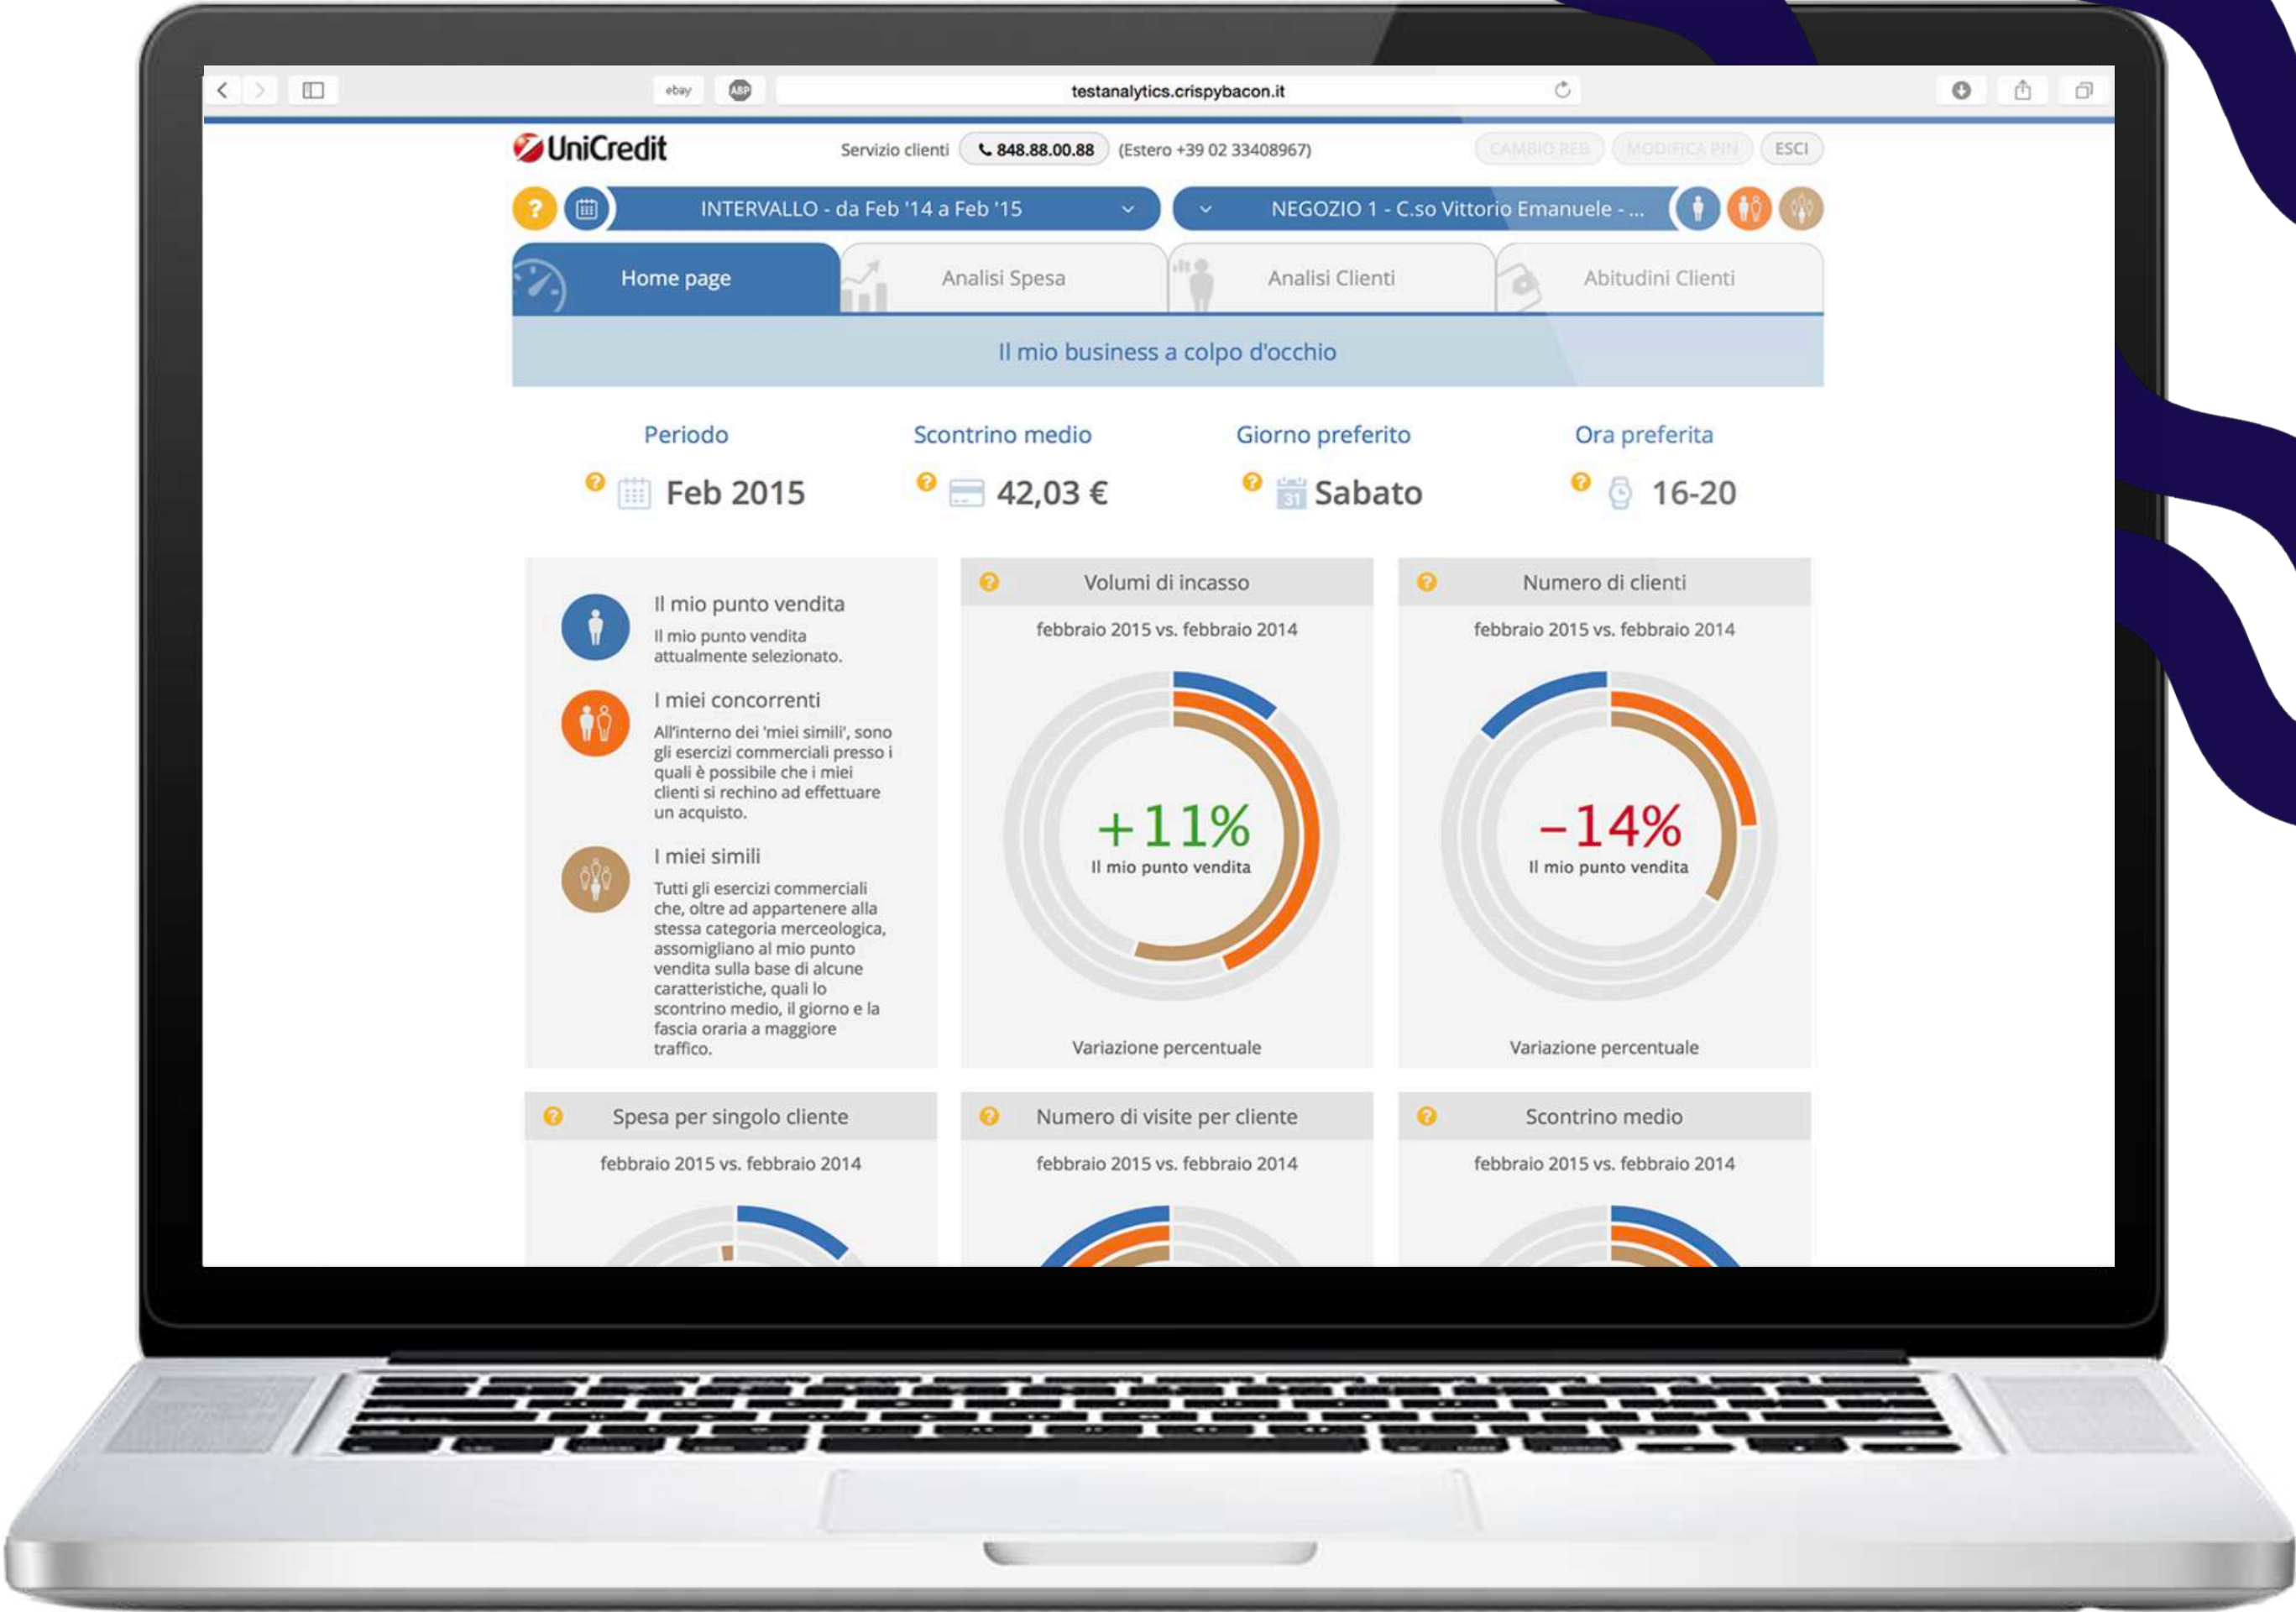 ebay ABP testanalytics.crispybacon.it
UniCredit Servizio clienti 848.88.00.88 (Estero +39 02 33408967) CAMBIO REB MODIFICA PIN ESCI
? INTERVALLO - da Feb '14 a Feb '15 NEGOZIO 1 - C.so Vittorio Emanuele - ...
Home page Analisi Spesa Analisi Clienti Abitudini Clienti
Il mio business a colpo d'occhio
Periodo Scontrino medio Giorno preferito Ora preferita
? Feb 2015 ? 42,03 € ? 31 Sabato ? 16-20
Il mio punto vendita
Il mio punto vendita
attualmente selezionato.
I miei concorrenti
All'interno dei 'miei simili', sono
gli esercizi commerciali presso i
quali è possibile che i miei
clienti si rechino ad effettuare
un acquisto.
I miei simili
Tutti gli esercizi commerciali
che, oltre ad appartenere alla
stessa categoria merceologica,
assomigliano al mio punto
vendita sulla base di alcune
caratteristiche, quali lo
scontrino medio, il giorno e la
fascia oraria a maggiore
traffico.
? Volumi di incasso
febbraio 2015 vs. febbraio 2014
+11%
Il mio punto vendita
Variazione percentuale
? Numero di clienti
febbraio 2015 vs. febbraio 2014
-14%
Il mio punto vendita
Variazione percentuale
? Spesa per singolo cliente
febbraio 2015 vs. febbraio 2014
? Numero di visite per cliente
febbraio 2015 vs. febbraio 2014
? Scontrino medio
febbraio 2015 vs. febbraio 2014